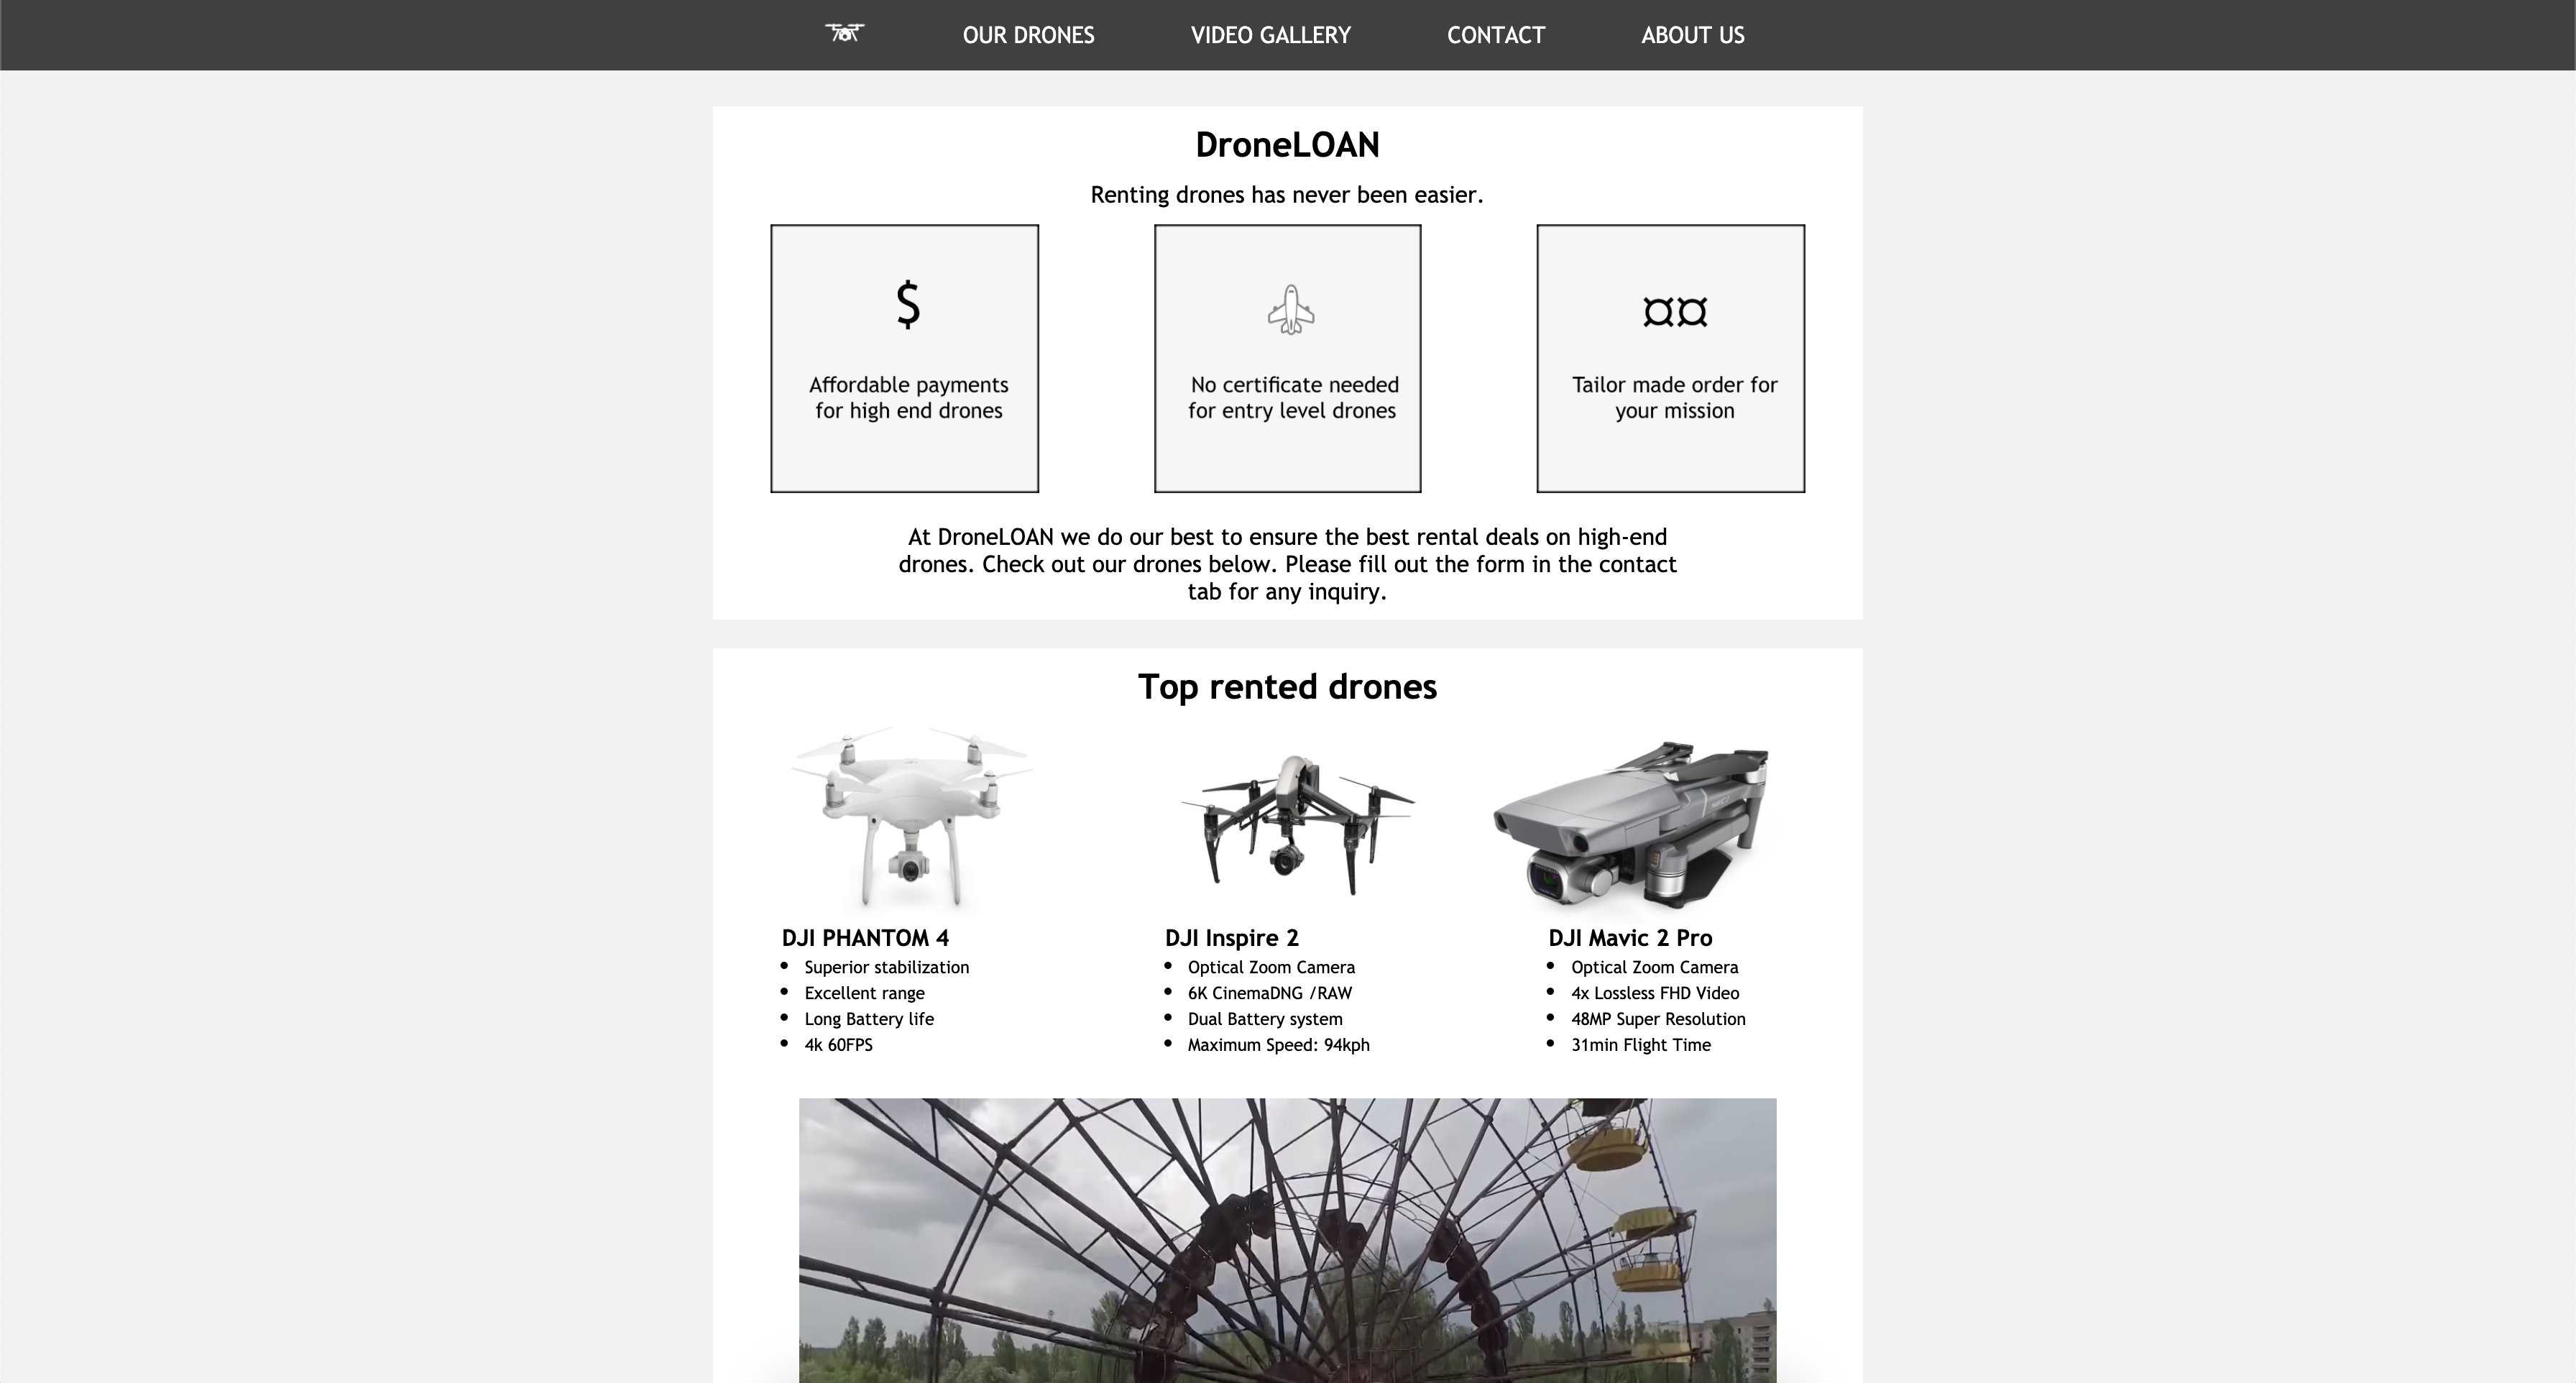 OUR DRONES VIDEO GALLERY CONTACT ABOUT US
DroneLOAN
Renting drones has never been easier.
$
Affordable payments
for high end drones
No certificate needed
for entry level drones
¤¤
Tailor made order for
your mission
At DroneLOAN we do our best to ensure the best rental deals on high-end
drones. Check out our drones below. Please fill out the form in the contact
tab for any inquiry.
Top rented drones
DJI PHANTOM 4
• Superior stabilization
• Excellent range
• Long Battery life
• 4k 60FPS
DJI Inspire 2
• Optical Zoom Camera
• 6K CinemaDNG /RAW
• Dual Battery system
• Maximum Speed: 94kph
DJI Mavic 2 Pro
• Optical Zoom Camera
• 4x Lossless FHD Video
• 48MP Super Resolution
• 31min Flight Time